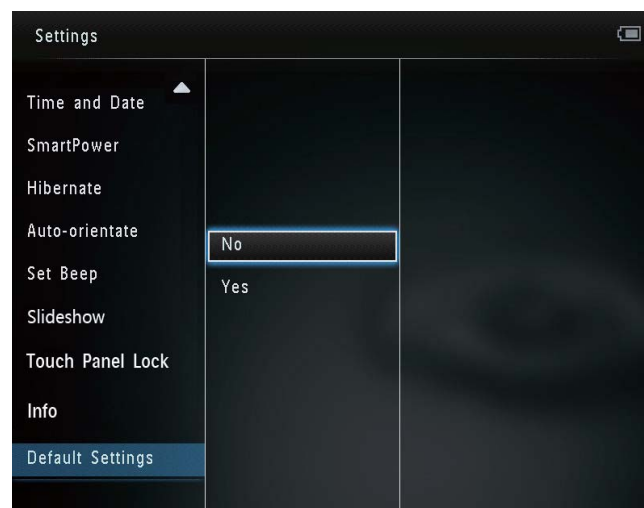 Settings
Time and Date
SmartPower
Hibernate
Auto-orientate
Set Beep
Slideshow
Touch Panel Lock
Info
Default Settings
No
Yes